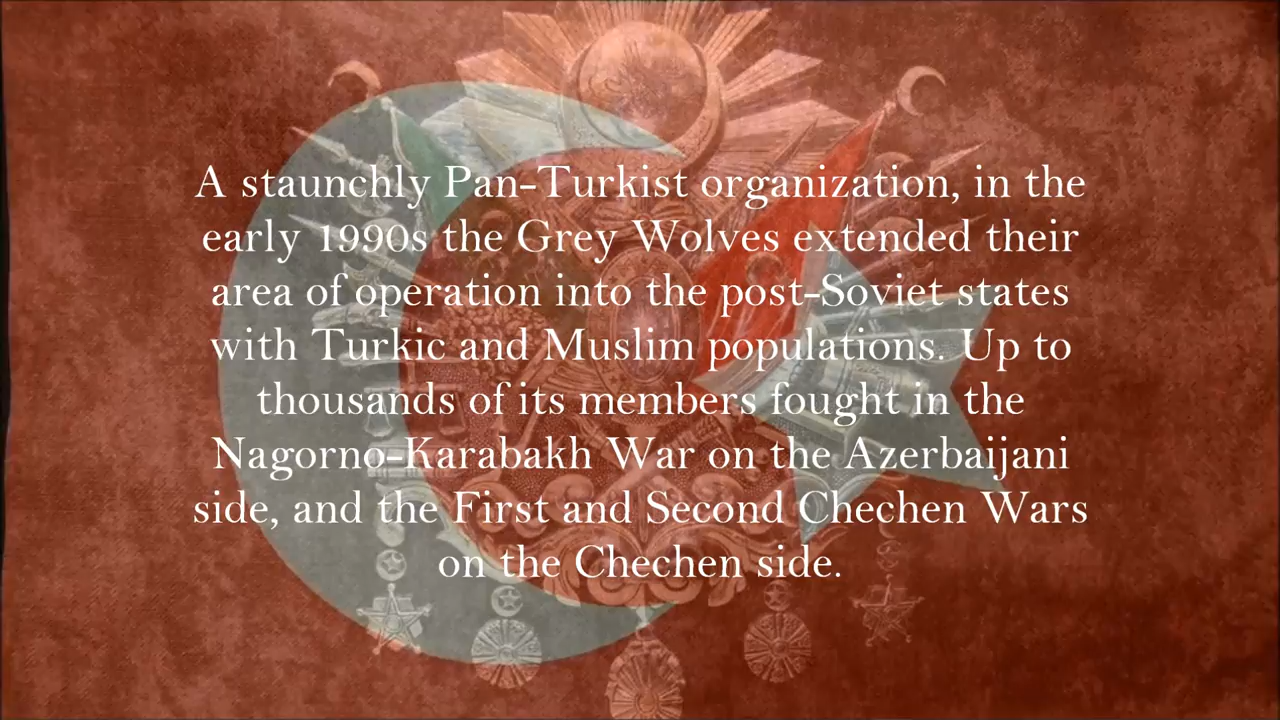 A staunchly Pan-Turkist organization, in the
early 1990s the Grey Wolves extended their
area of operation into the post-Soviet states
with Turkic and Muslim populations. Up to
thousands of its members fought in the
Nagorno-Karabakh War on the Azerbaijani
side, and the First and Second Chechen Wars
on the Chechen side.